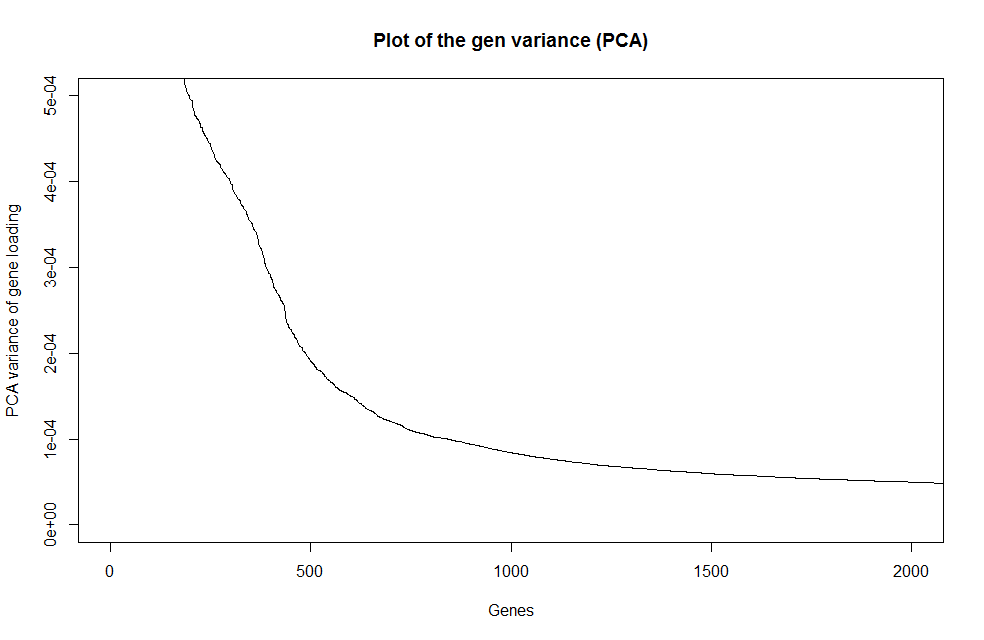 Plot of the gen variance (PCA)
PCA variance of gene loading
5e-04
4e-04
3e-04
2e-04
1e-04
0e+00
0 500 1000 1500 2000
Genes